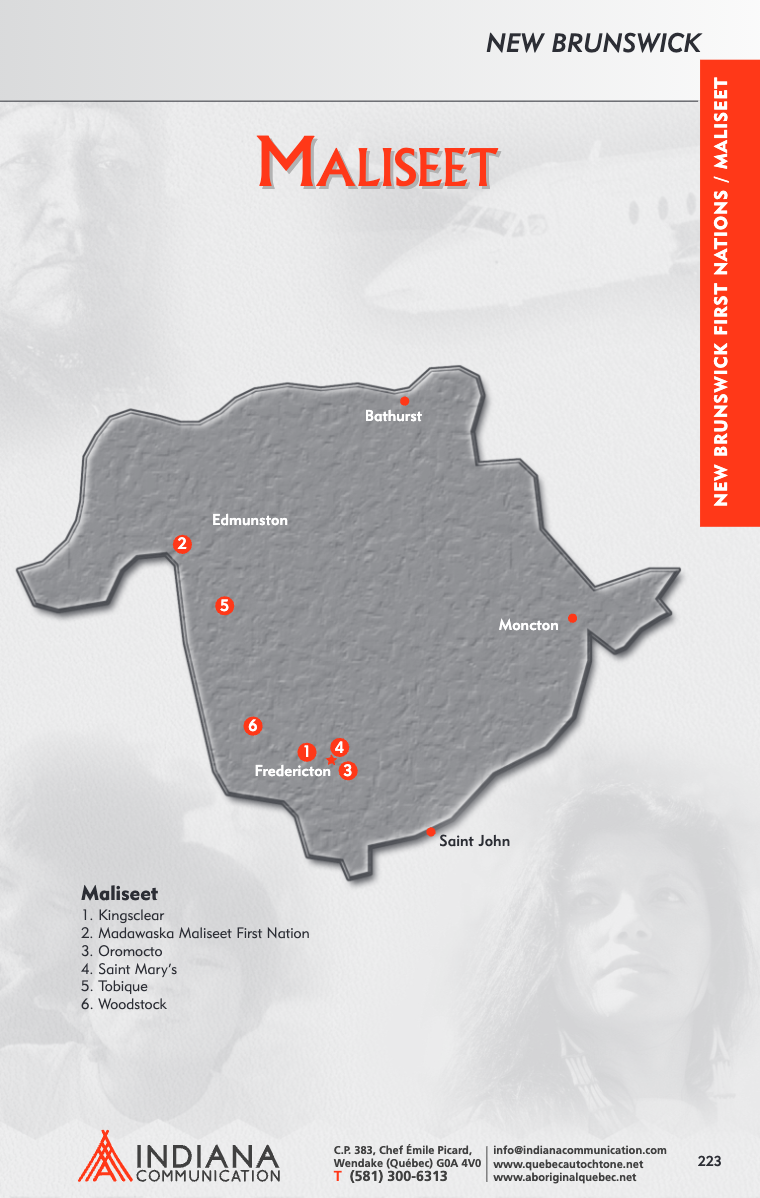 NEW BRUNSWICK
NEW BRUNSWICK FIRST NATIONS / MALISEET
MALISEET
Bathurst
Edmunston
2
5
Moncton
6
1
4
Fredericton
3
Saint John
Maliseet
1. Kingsclear
2. Madawaska Maliseet First Nation
3. Oromocto
4. Saint Mary's
5. Tobique
6. Woodstock
INDIANA
COMMUNICATION
C.P. 383, Chef Émile Picard,
Wendake (Québec) G0A 4V0
T (581) 300-6313
info@indianacommunication.com
www.quebecautochtone.net
www.aboriginalquebec.net
223